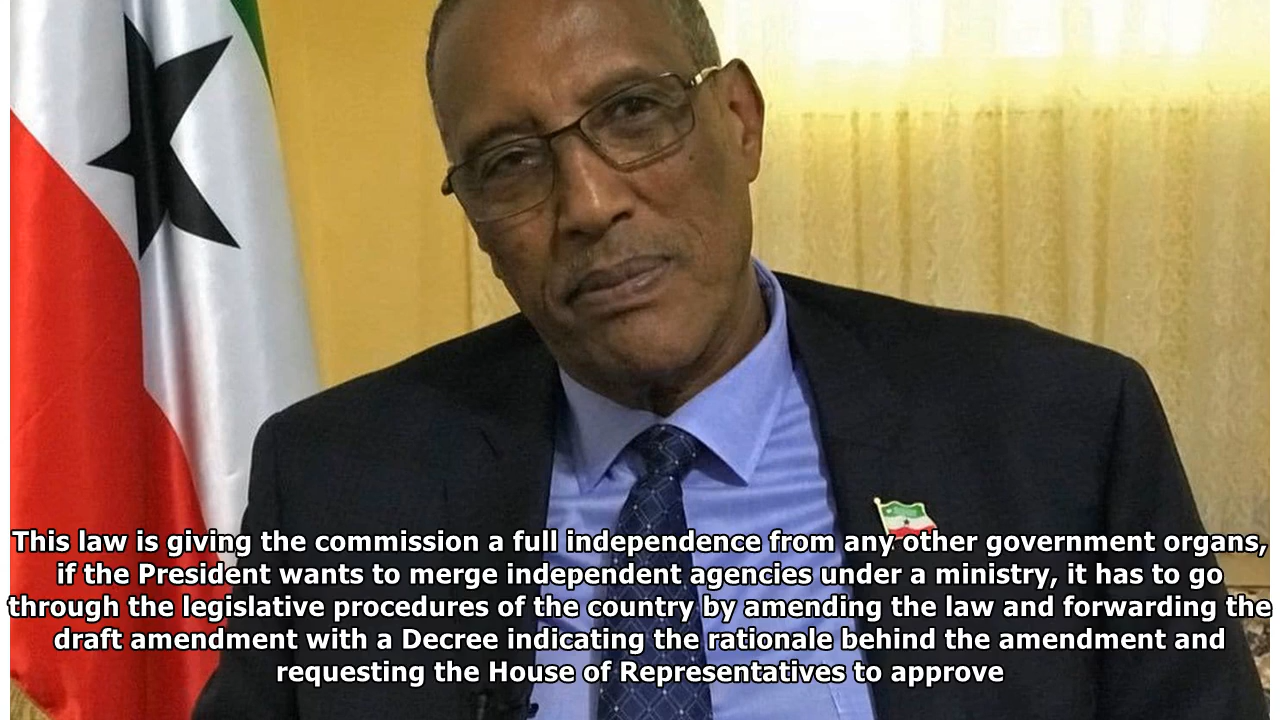 This law is giving the commission a full independence from any other government organs,
if the President wants to merge independent agencies under a ministry, it has to go
through the legislative procedures of the country by amending the law and forwarding the
draft amendment with a Decree indicating the rationale behind the amendment and
requesting the House of Representatives to approve